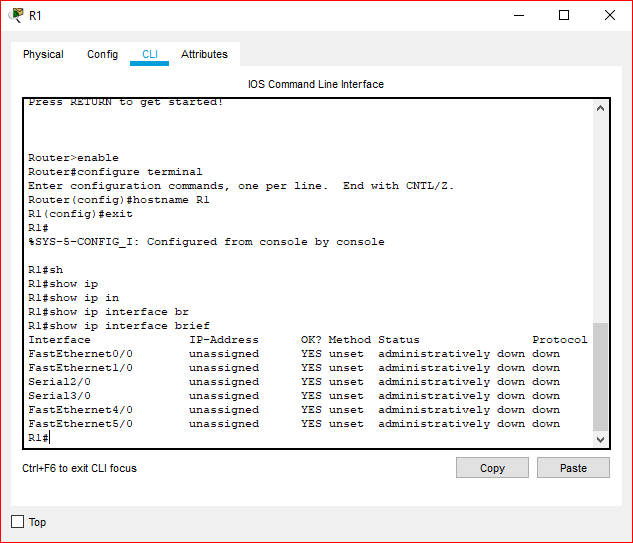 R1
Physical Config CLI Attributes
IOS Command Line Interface
Press RETURN to get started!
Router>enable
Router#configure terminal
Enter configuration commands, one per line.  End with CNTL/Z.
Router(config)#hostname R1
R1(config)#exit
R1#
%SYS-5-CONFIG_I: Configured from console by console
R1#sh
R1#show ip
R1#show ip in
R1#show ip interface br
R1#show ip interface brief
Interface              IP-Address      OK? Method Status                Protocol
FastEthernet0/0        unassigned      YES unset  administratively down down
FastEthernet1/0        unassigned      YES unset  administratively down down
Serial2/0              unassigned      YES unset  administratively down down
Serial3/0              unassigned      YES unset  administratively down down
FastEthernet4/0        unassigned      YES unset  administratively down down
FastEthernet5/0        unassigned      YES unset  administratively down down
R1#
Ctrl+F6 to exit CLI focus Copy Paste
Top